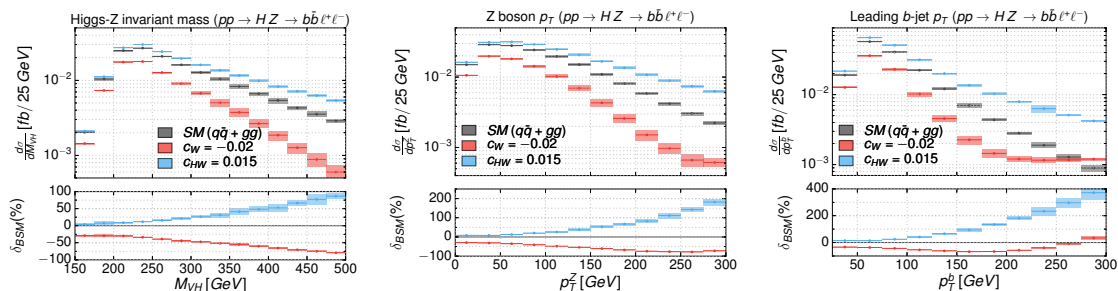 Higgs-Z invariant mass (pp → H Z → bb̄ ℓ⁺ℓ⁻)
dσ/dM_VH [fb/ 25 GeV]
10⁻²
10⁻³
SM (qq̄ + gg)
c_W = −0.02
c_HW = 0.015
δ_BSM(%)
100
50
0
−50
−100
150 200 250 300 350 400 450 500
M_VH [GeV]
Z boson p_T (pp → H Z → bb̄ ℓ⁺ℓ⁻)
dσ/dp_T^Z [fb/ 25 GeV]
10⁻²
10⁻³
SM (qq̄ + gg)
c_W = −0.02
c_HW = 0.015
δ_BSM(%)
200
100
0
0 50 100 150 200 250 300
p_T^Z [GeV]
Leading b-jet p_T (pp → H Z → bb̄ ℓ⁺ℓ⁻)
dσ/dp_T^b [fb/ 25 GeV]
10⁻²
10⁻³
SM (qq̄ + gg)
c_W = −0.02
c_HW = 0.015
δ_BSM(%)
400
200
0
50 100 150 200 250 300
p_T^b [GeV]